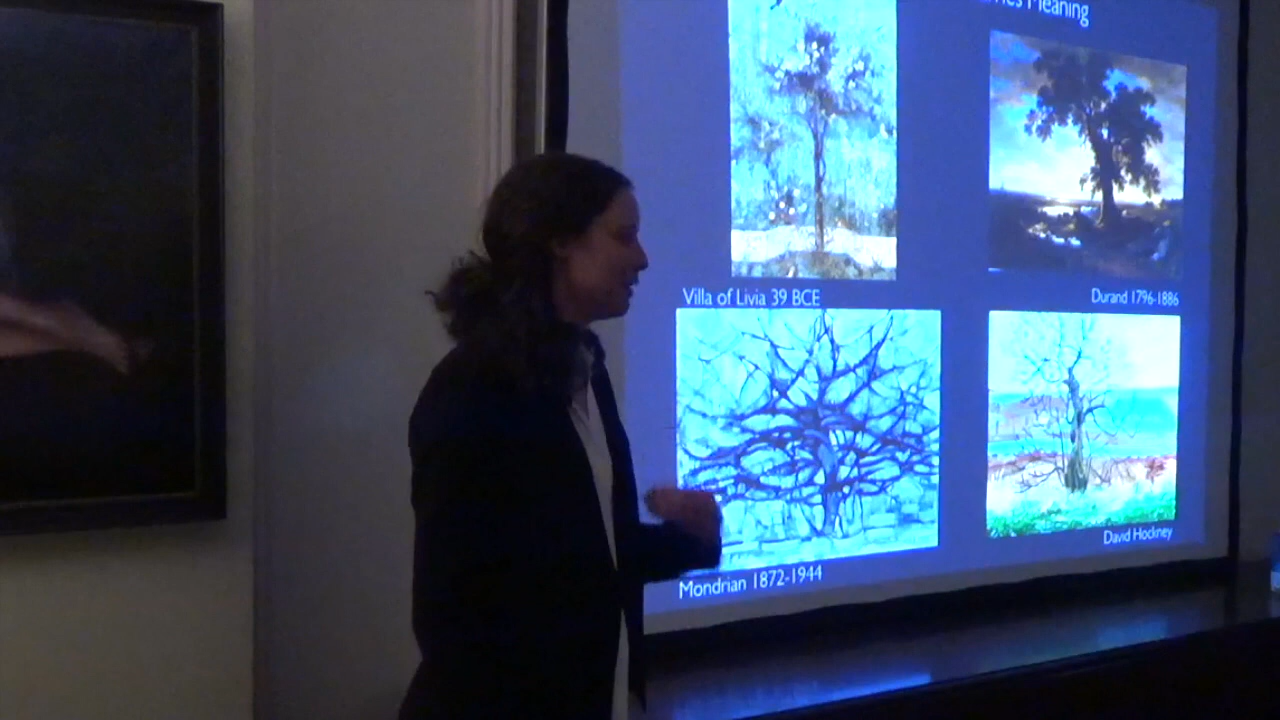 Meaning
Villa of Livia 39 BCE
Durand 1796-1886
Mondrian 1872-1944
David Hockney